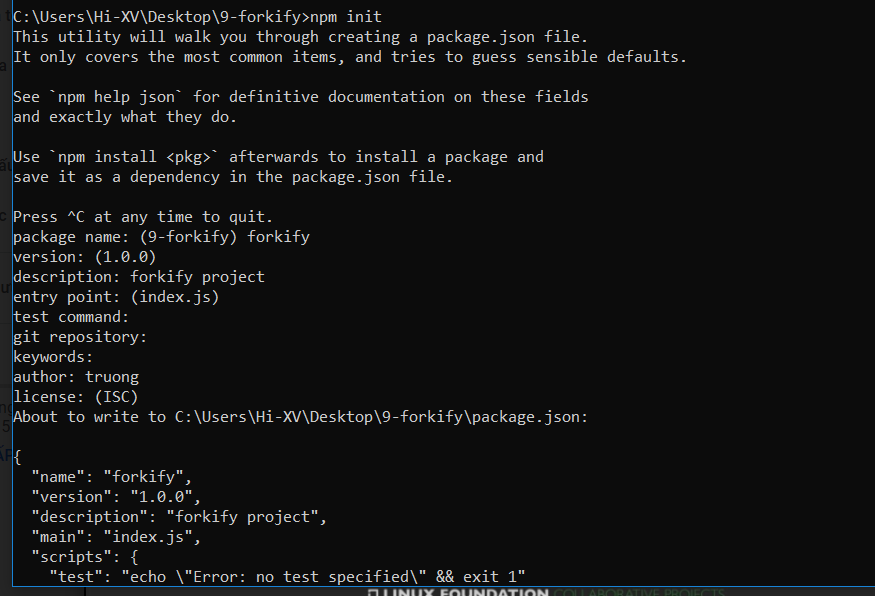 C:\Users\Hi-XV\Desktop\9-forkify>npm init
This utility will walk you through creating a package.json file.
It only covers the most common items, and tries to guess sensible defaults.
See `npm help json` for definitive documentation on these fields
and exactly what they do.
Use `npm install <pkg>` afterwards to install a package and
save it as a dependency in the package.json file.
Press ^C at any time to quit.
package name: (9-forkify) forkify
version: (1.0.0)
description: forkify project
entry point: (index.js)
test command:
git repository:
keywords:
author: truong
license: (ISC)
About to write to C:\Users\Hi-XV\Desktop\9-forkify\package.json:
{
  "name": "forkify",
  "version": "1.0.0",
  "description": "forkify project",
  "main": "index.js",
  "scripts": {
    "test": "echo \"Error: no test specified\" && exit 1"
LINUX FOUNDATION COLLABORATIVE PROJECTS